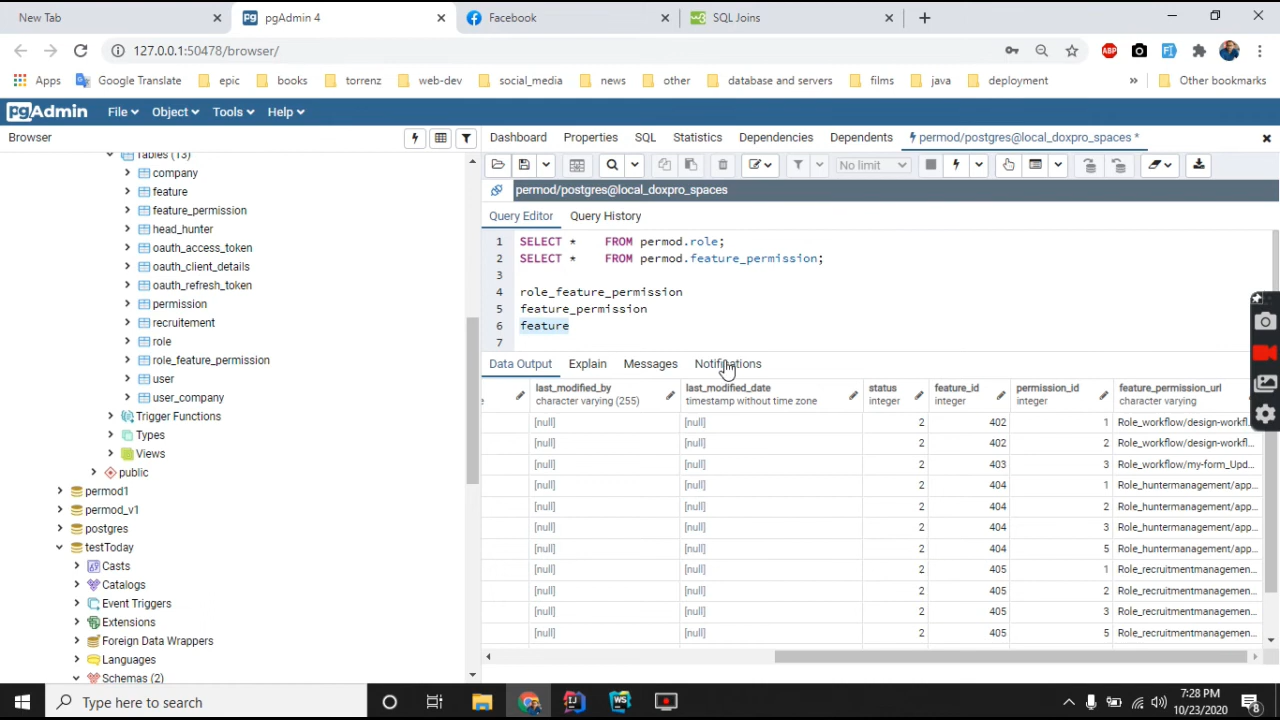 New Tab
pgAdmin 4
Facebook
SQL Joins
127.0.0.1:50478/browser/
ABP
Apps
Google Translate
epic
books
torrenz
web-dev
social_media
news
other
database and servers
films
java
deployment
Other bookmarks
pgAdmin
File
Object
Tools
Help
Browser
Dashboard
Properties
SQL
Statistics
Dependencies
Dependents
permod/postgres@local_doxpro_spaces *
No limit
permod/postgres@local_doxpro_spaces
Query Editor
Query History
1 SELECT * FROM permod.role;
2 SELECT * FROM permod.feature_permission;
3
4 role_feature_permission
5 feature_permission
6 feature
7
Tables (13)
company
feature
feature_permission
head_hunter
oauth_access_token
oauth_client_details
oauth_refresh_token
permission
recruitement
role
role_feature_permission
user
user_company
Trigger Functions
Types
Views
public
permod1
permod_v1
postgres
testToday
Casts
Catalogs
Event Triggers
Extensions
Foreign Data Wrappers
Languages
Schemas (2)
Data Output
Explain
Messages
Notifications
last_modified_by last_modified_date status feature_id permission_id feature_permission_url
character varying (255) timestamp without time zone integer integer integer character varying
[null] [null] 2 402 1 Role_workflow/design-workfl...
[null] [null] 2 402 2 Role_workflow/design-workfl...
[null] [null] 2 403 3 Role_workflow/my-form_Upd...
[null] [null] 2 404 1 Role_huntermanagement/app...
[null] [null] 2 404 2 Role_huntermanagement/app...
[null] [null] 2 404 3 Role_huntermanagement/app...
[null] [null] 2 404 5 Role_huntermanagement/app...
[null] [null] 2 405 1 Role_recruitmentmanagemen...
[null] [null] 2 405 2 Role_recruitmentmanagemen...
[null] [null] 2 405 3 Role_recruitmentmanagemen...
[null] [null] 2 405 5 Role_recruitmentmanagemen...
Type here to search
7:28 PM
10/23/2020
8